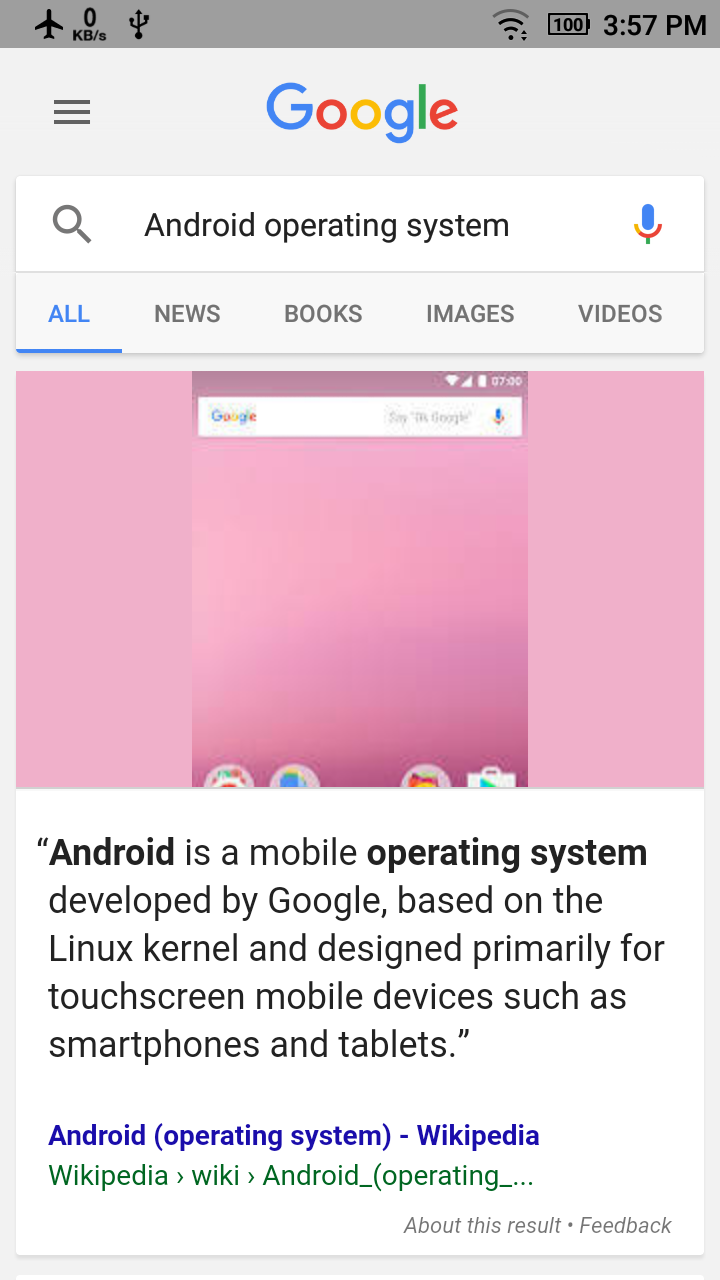 0
KB/s
100
3:57 PM
Google
Android operating system
ALL NEWS BOOKS IMAGES VIDEOS
07:00
Google Say "Ok Google"
“Android is a mobile operating system
developed by Google, based on the
Linux kernel and designed primarily for
touchscreen mobile devices such as
smartphones and tablets.”
Android (operating system) - Wikipedia
Wikipedia › wiki › Android_(operating_...
About this result • Feedback